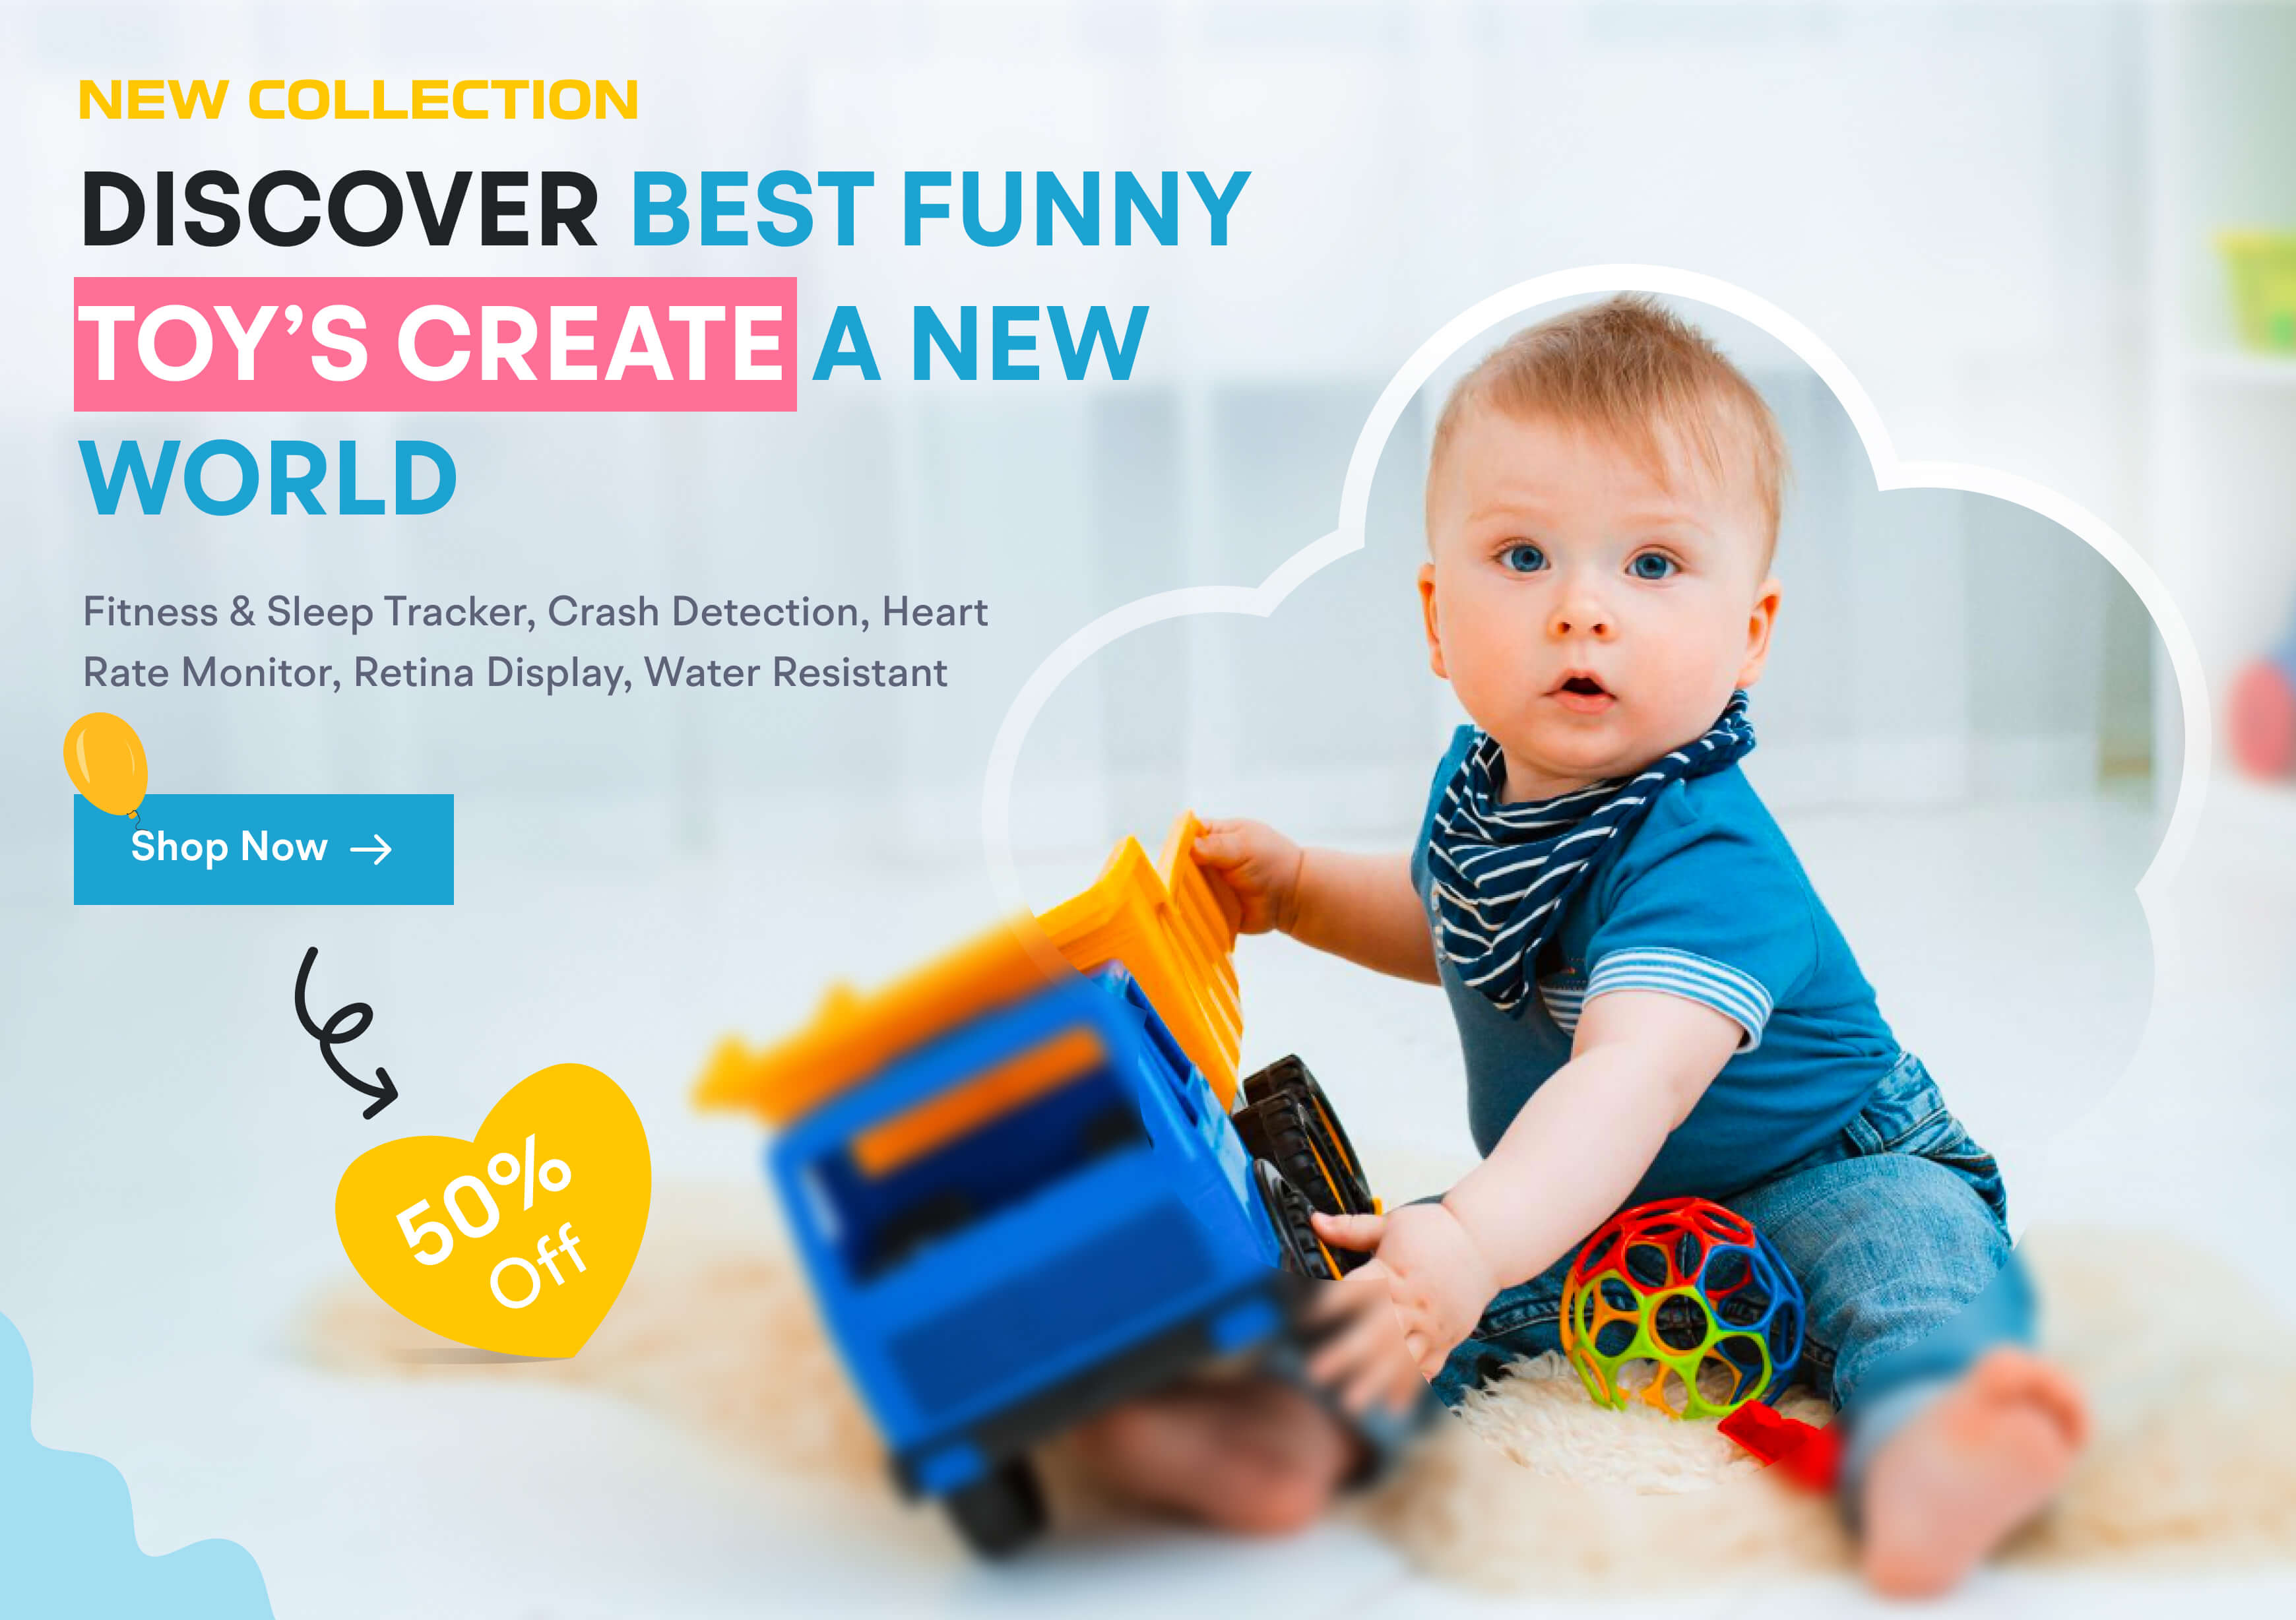 NEW COLLECTION
DISCOVER BEST FUNNY
TOY’S CREATE A NEW
WORLD
Fitness & Sleep Tracker, Crash Detection, Heart
Rate Monitor, Retina Display, Water Resistant
Shop Now →
50%
Off